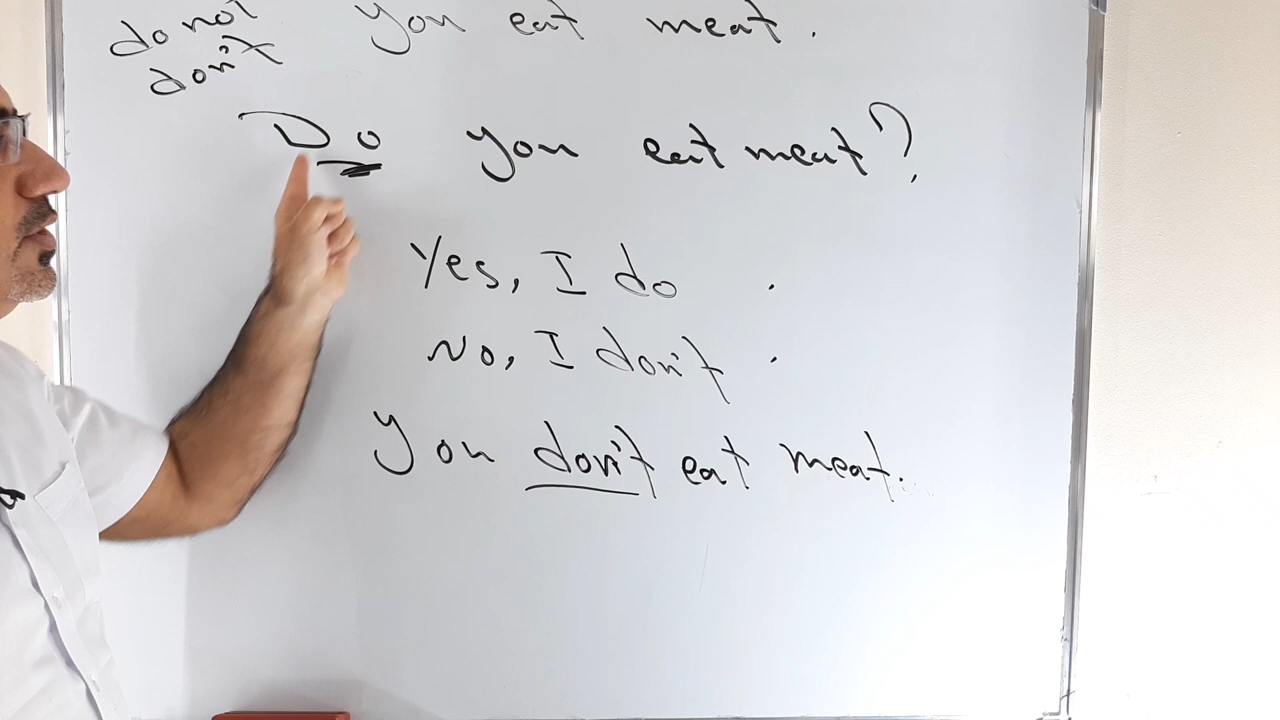 do not you eat meat.
don't
Do you eat meat?
Yes, I do .
No, I don't .
You don't eat meat.